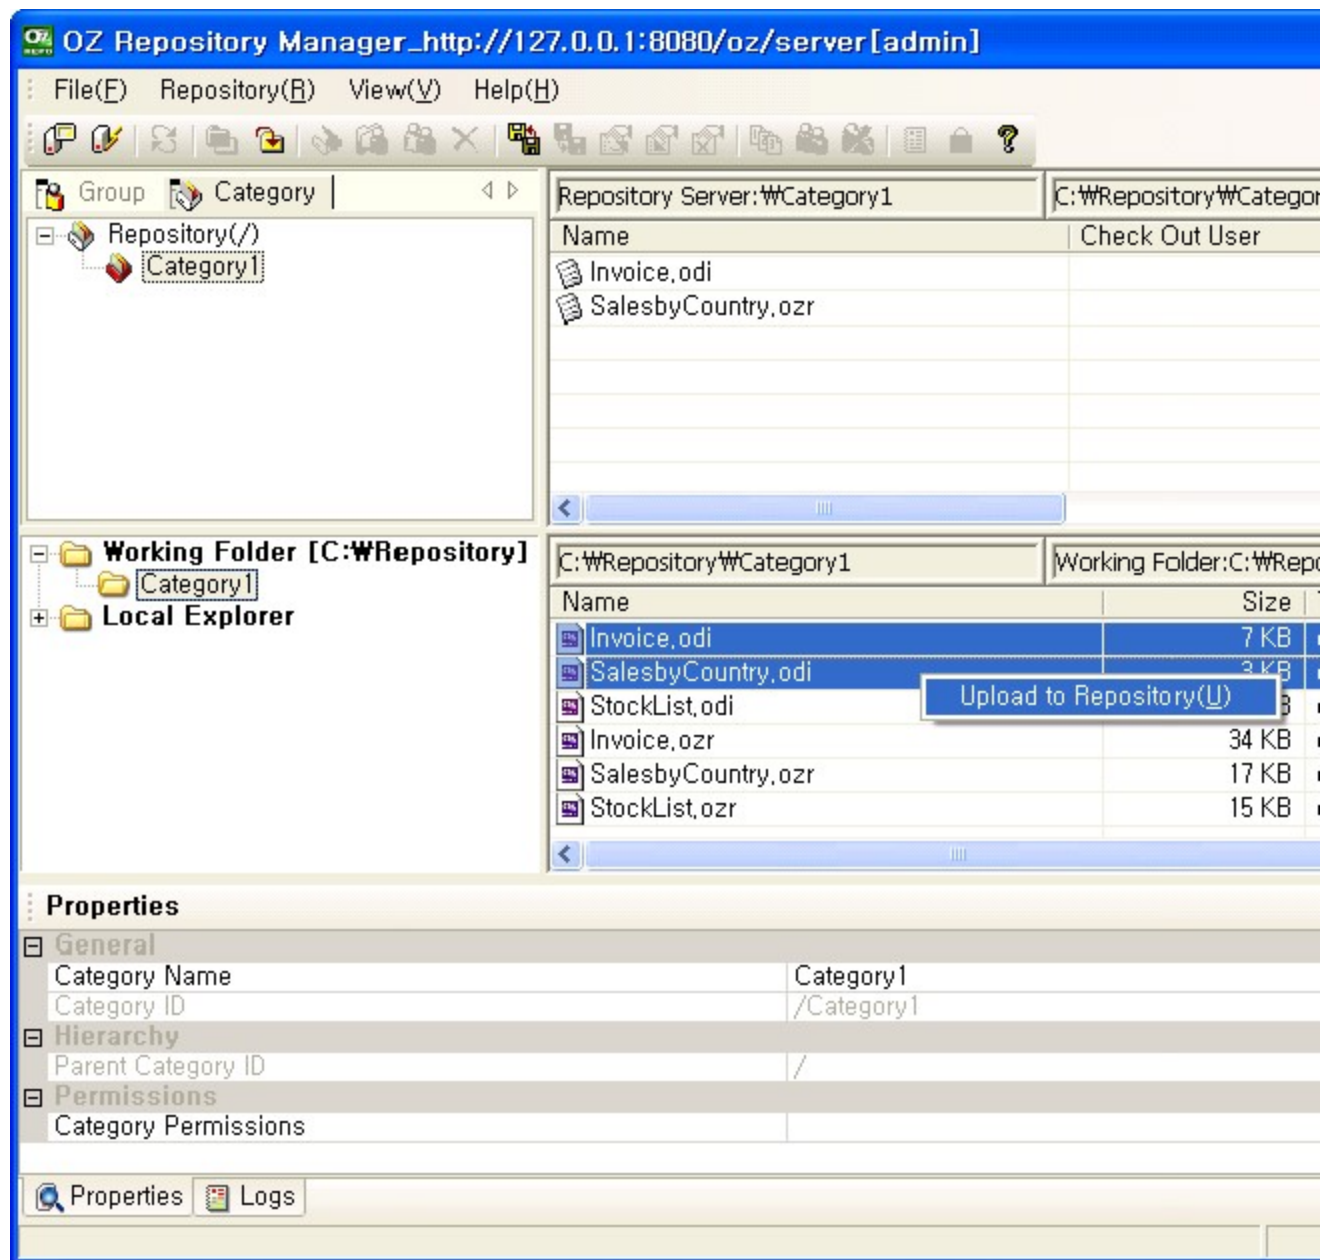 OZ Repository Manager_http://127.0.0.1:8080/oz/server[admin]
File(F) Repository(R) View(V) Help(H)
Group Category
Repository(/)
Category1
Repository Server:₩Category1 C:₩Repository₩Categor
Name Check Out User
Invoice,odi
SalesbyCountry,ozr
Working Folder [C:₩Repository]
Category1
Local Explorer
C:₩Repository₩Category1 Working Folder:C:₩Repo
Name Size
Invoice,odi 7 KB
SalesbyCountry,odi 3 KB
Upload to Repository(U)
StockList,odi
Invoice,ozr 34 KB
SalesbyCountry,ozr 17 KB
StockList,ozr 15 KB
Properties
General
Category Name Category1
Category ID /Category1
Hierarchy
Parent Category ID /
Permissions
Category Permissions
Properties Logs